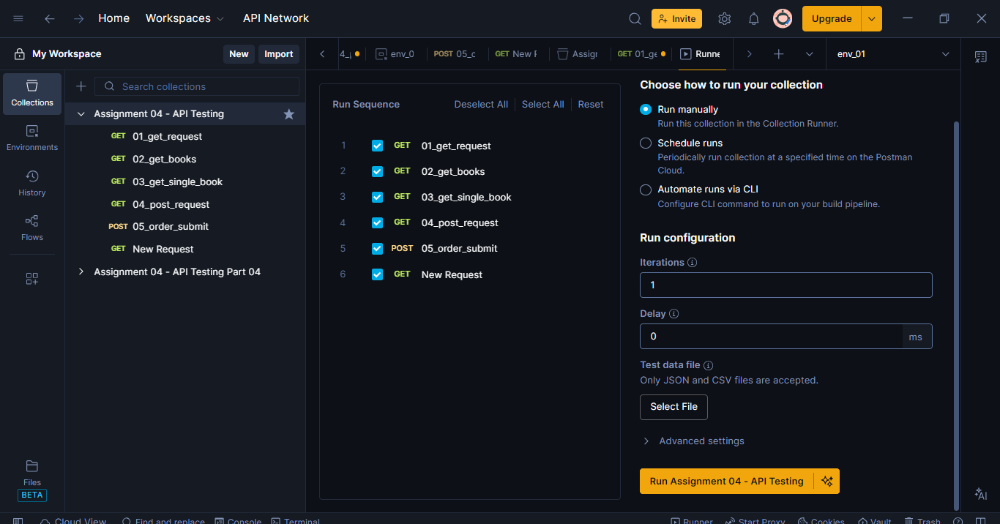 Home Workspaces API Network Invite Upgrade
My Workspace New Import
4_ env_0 POST 05_c GET New F Assigr GET 01_ge Runne env_01
Collections
Environments
History
Flows
Files
BETA
Search collections
Assignment 04 - API Testing
GET 01_get_request
GET 02_get_books
GET 03_get_single_book
GET 04_post_request
POST 05_order_submit
GET New Request
Assignment 04 - API Testing Part 04
Run Sequence Deselect All Select All Reset
1 GET 01_get_request
2 GET 02_get_books
3 GET 03_get_single_book
4 GET 04_post_request
5 POST 05_order_submit
6 GET New Request
Choose how to run your collection
Run manually
Run this collection in the Collection Runner.
Schedule runs
Periodically run collection at a specified time on the Postman
Cloud.
Automate runs via CLI
Configure CLI command to run on your build pipeline.
Run configuration
Iterations
1
Delay
0 ms
Test data file
Only JSON and CSV files are accepted.
Select File
Advanced settings
Run Assignment 04 - API Testing
AI
Cloud View Find and replace Console Terminal Runner Start Proxy Cookies Vault Trash